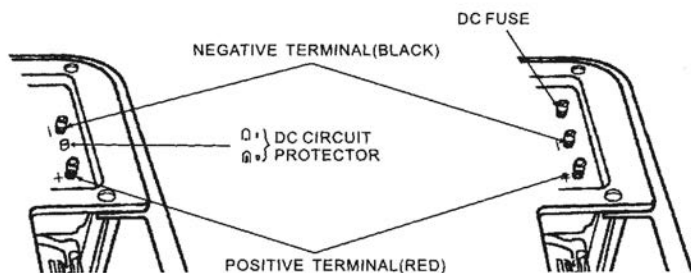 DC FUSE
NEGATIVE TERMINAL(BLACK)
DC CIRCUIT
PROTECTOR
POSITIVE TERMINAL(RED)